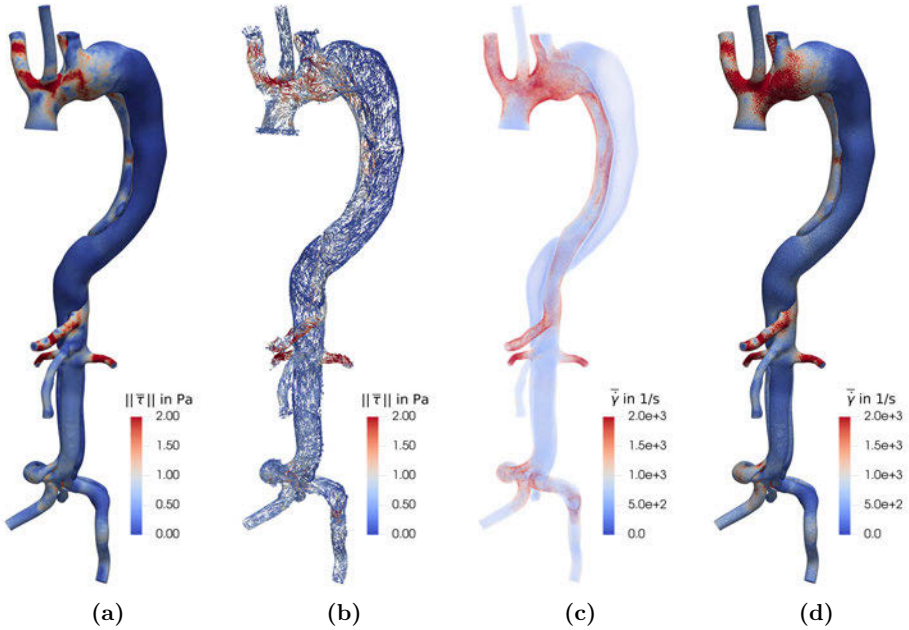 ||τ̅|| in Pa
2.00
1.50
1.00
0.50
0.00
||τ̅|| in Pa
2.00
1.50
1.00
0.50
0.00
γ̇̅ in 1/s
2.0e+3
1.5e+3
1.0e+3
5.0e+2
0.0
γ̇̅ in 1/s
2.0e+3
1.5e+3
1.0e+3
5.0e+2
0.0
(a)
(b)
(c)
(d)